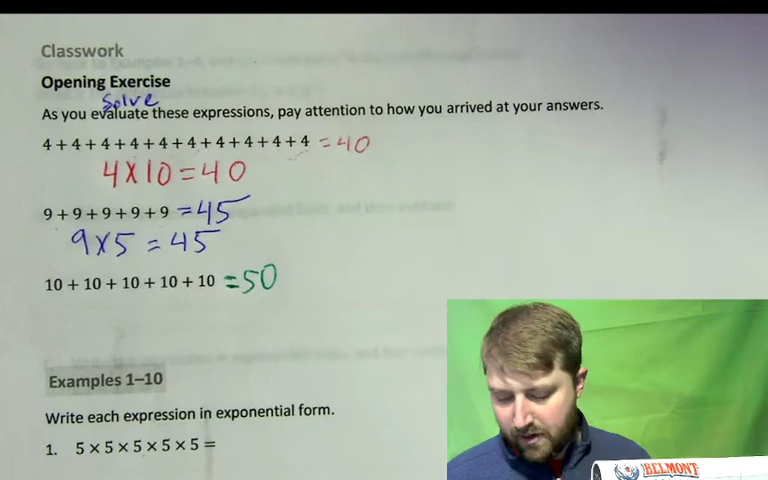 Classwork
Opening Exercise
Solve
As you evaluate these expressions, pay attention to how you arrived at your answers.
4 + 4 + 4 + 4 + 4 + 4 + 4 + 4 + 4 + 4 = 40
4 x 10 = 40
9 + 9 + 9 + 9 + 9 = 45
9 x 5 = 45
10 + 10 + 10 + 10 + 10 = 50
Examples 1–10
Write each expression in exponential form.
1. 5 × 5 × 5 × 5 × 5 =
BELMONT